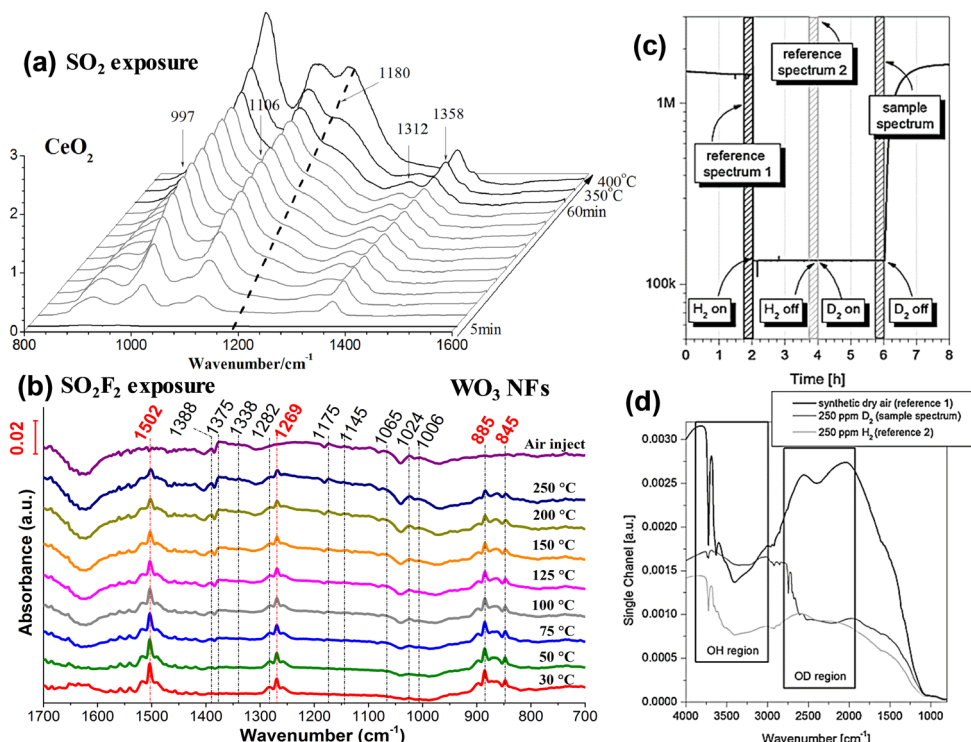 (a) SO2 exposure
CeO2
997
1106
1180
1312
1358
400°C
350°C
60min
5min
3
2
1
0
800
1000
1200
1400
1600
Wavenumber/cm-1
(b) SO2F2 exposure
WO3 NFs
0.02
1502
1388
1375
1338
1282
1269
1175
1145
1065
1024
1006
885
845
Air inject
250 °C
200 °C
150 °C
125 °C
100 °C
75 °C
50 °C
30 °C
Absorbance (a.u.)
1700
1600
1500
1400
1300
1200
1100
1000
900
800
700
Wavenumber (cm-1)
(c)
reference
spectrum 2
sample
spectrum
reference
spectrum 1
1M
100k
H2 on
H2 off
D2 on
D2 off
0
2
4
6
8
Time [h]
(d)
synthetic dry air (reference 1)
250 ppm D2 (sample spectrum)
250 ppm H2 (reference 2)
0.0030
0.0025
0.0020
0.0015
0.0010
0.0005
0.0000
Single Channel [a.u.]
OH region
OD region
4000
3500
3000
2500
2000
1500
1000
Wavenumber [cm-1]